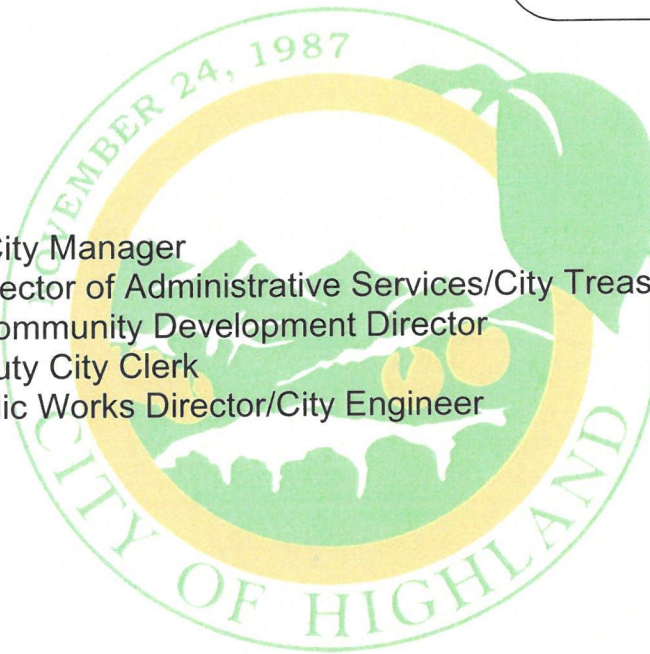 NOVEMBER 24, 1987
City Manager
ector of Administrative Services/City Treas
ommunity Development Director
uty City Clerk
lic Works Director/City Engineer
CITY OF HIGHLAND